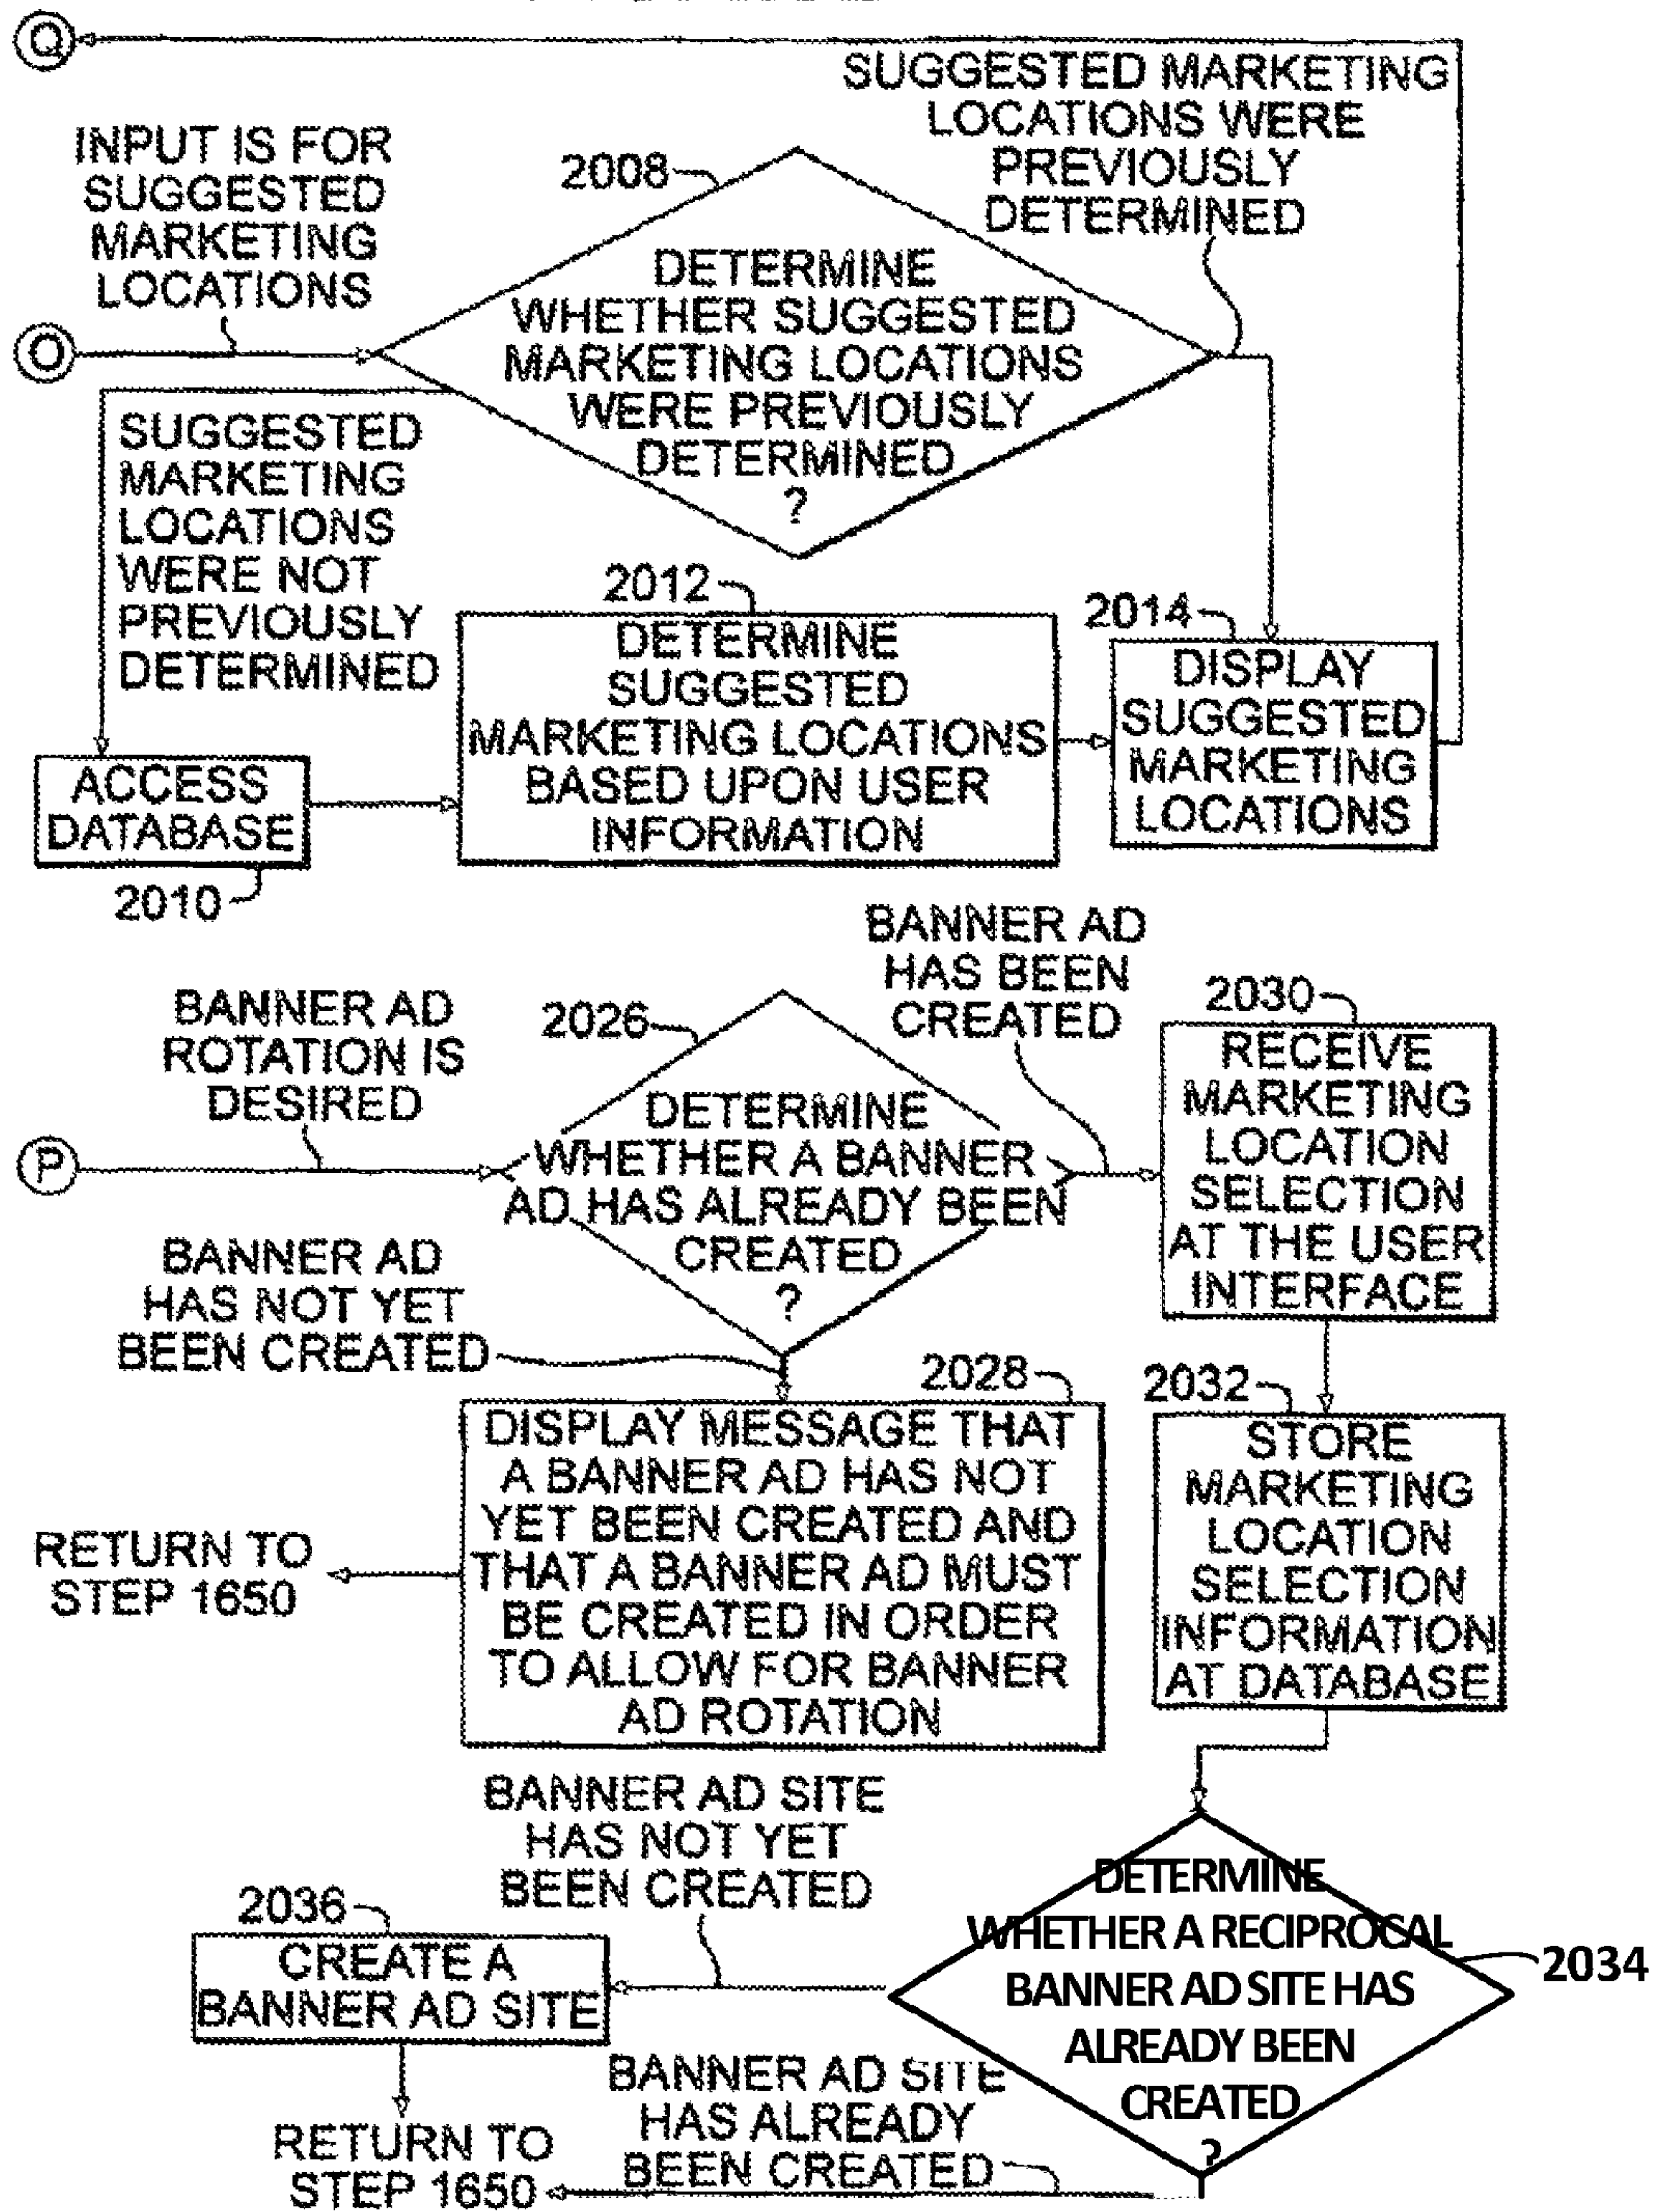 Q
SUGGESTED MARKETING
LOCATIONS WERE
PREVIOUSLY
DETERMINED
INPUT IS FOR
SUGGESTED
MARKETING
LOCATIONS
2008
O
DETERMINE
WHETHER SUGGESTED
MARKETING LOCATIONS
WERE PREVIOUSLY
DETERMINED
?
SUGGESTED
MARKETING
LOCATIONS
WERE NOT
PREVIOUSLY
DETERMINED
ACCESS
DATABASE
2010
2012
DETERMINE
SUGGESTED
MARKETING LOCATIONS
BASED UPON USER
INFORMATION
2014
DISPLAY
SUGGESTED
MARKETING
LOCATIONS
BANNER AD
ROTATION IS
DESIRED
P
2026
DETERMINE
WHETHER A BANNER
AD HAS ALREADY BEEN
CREATED
?
BANNER AD
HAS BEEN
CREATED
2030
RECEIVE
MARKETING
LOCATION
SELECTION
AT THE USER
INTERFACE
BANNER AD
HAS NOT YET
BEEN CREATED
2028
DISPLAY MESSAGE THAT
A BANNER AD HAS NOT
YET BEEN CREATED AND
THAT A BANNER AD MUST
BE CREATED IN ORDER
TO ALLOW FOR BANNER
AD ROTATION
RETURN TO
STEP 1650
2032
STORE
MARKETING
LOCATION
SELECTION
INFORMATION
AT DATABASE
BANNER AD SITE
HAS NOT YET
BEEN CREATED
DETERMINE
WHETHER A RECIPROCAL
BANNER AD SITE HAS
ALREADY BEEN
CREATED
?
2034
2036
CREATE A
BANNER AD SITE
BANNER AD SITE
HAS ALREADY
BEEN CREATED
RETURN TO
STEP 1650